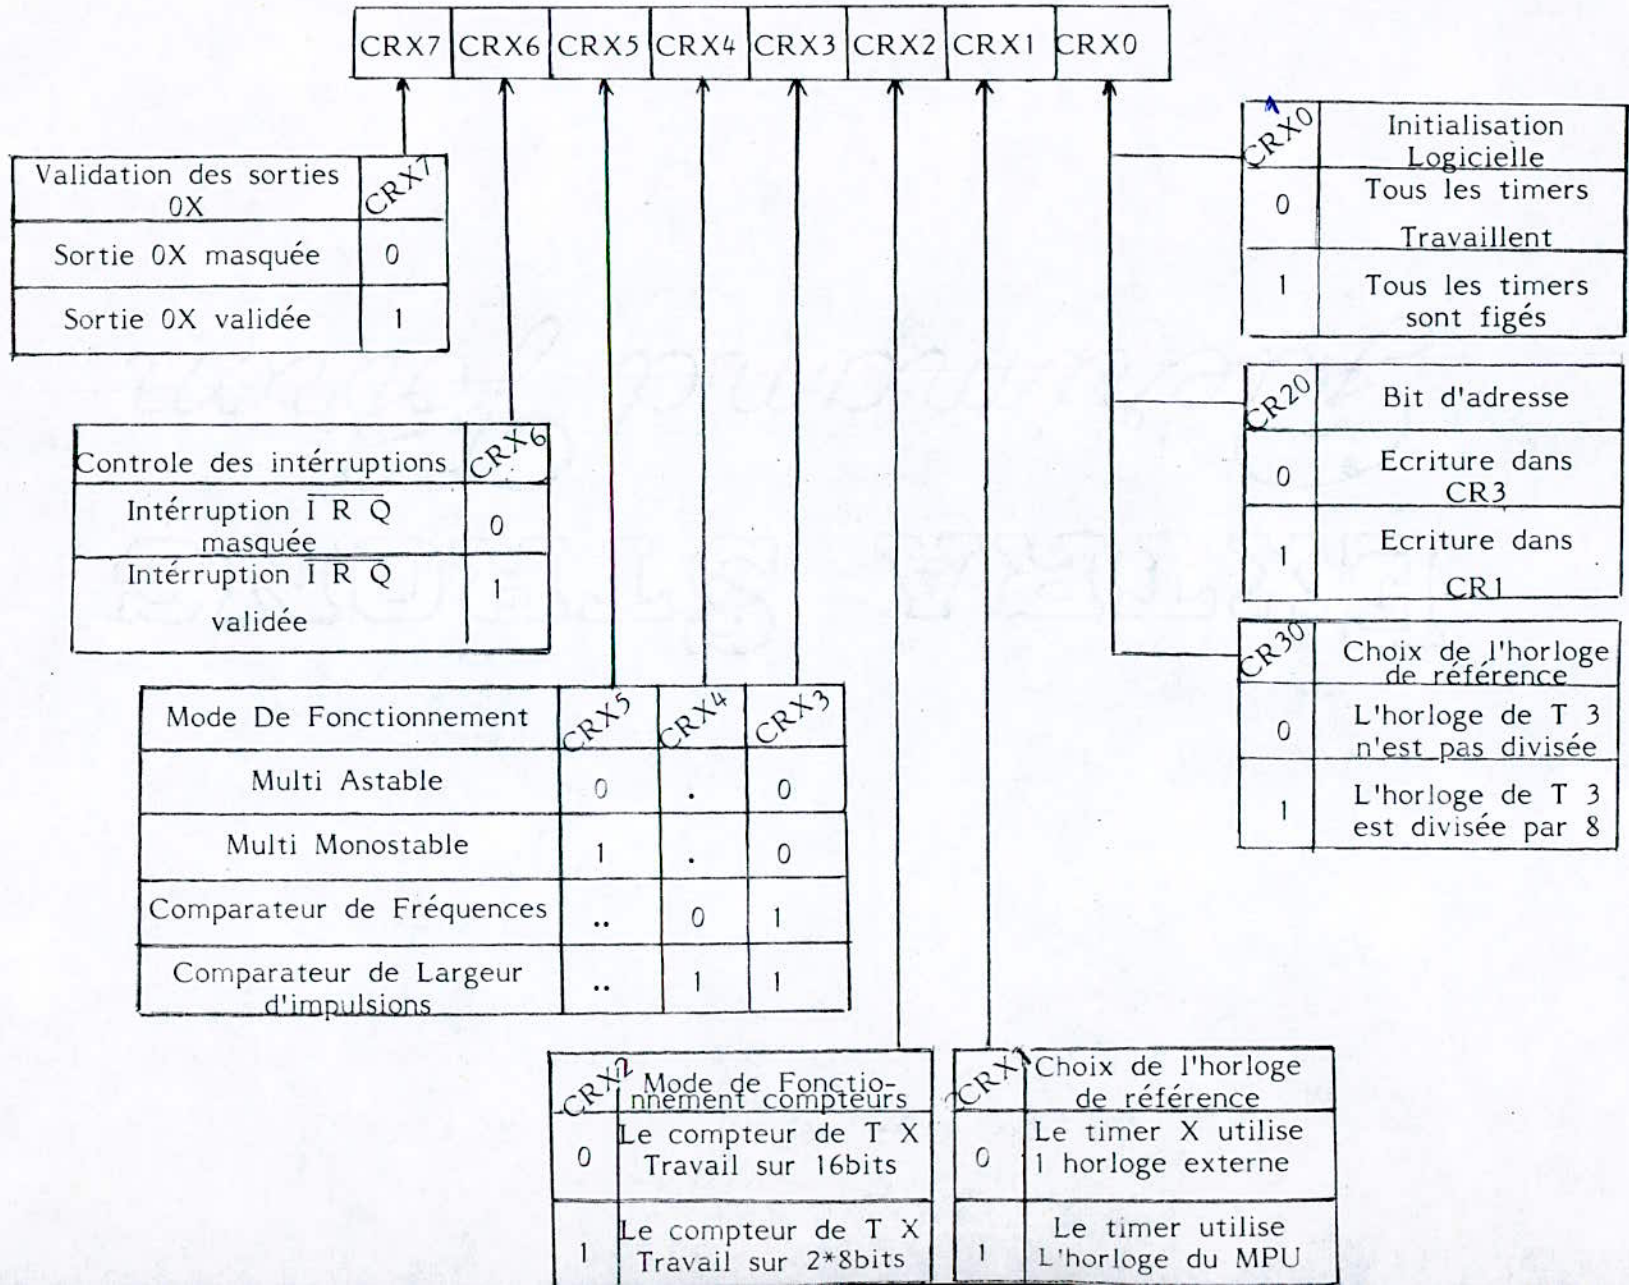 CRX7 CRX6 CRX5 CRX4 CRX3 CRX2 CRX1 CRX0
Validation des sorties
0X
CRX7
Sortie 0X masquée 0
Sortie 0X validée 1
CRX0
Initialisation
Logicielle
0
Tous les timers
Travaillent
1
Tous les timers
sont figés
CR20
Bit d'adresse
0
Ecriture dans
CR3
1
Ecriture dans
CR1
Controle des intérruptions CRX6
Intérruption I R Q
masquée
0
Intérruption I R Q
validée
1
CR30
Choix de l'horloge
de référence
0
L'horloge de T 3
n'est pas divisée
1
L'horloge de T 3
est divisée par 8
Mode De Fonctionnement CRX5 CRX4 CRX3
Multi Astable 0 . 0
Multi Monostable 1 . 0
Comparateur de Fréquences .. 0 1
Comparateur de Largeur
d'impulsions
.. 1 1
CRX2
Mode de Fonctio-
nnement compteurs
0
Le compteur de T X
Travail sur 16bits
1
Le compteur de T X
Travail sur 2*8bits
CRX1
Choix de l'horloge
de référence
0
Le timer X utilise
1 horloge externe
1
Le timer utilise
L'horloge du MPU